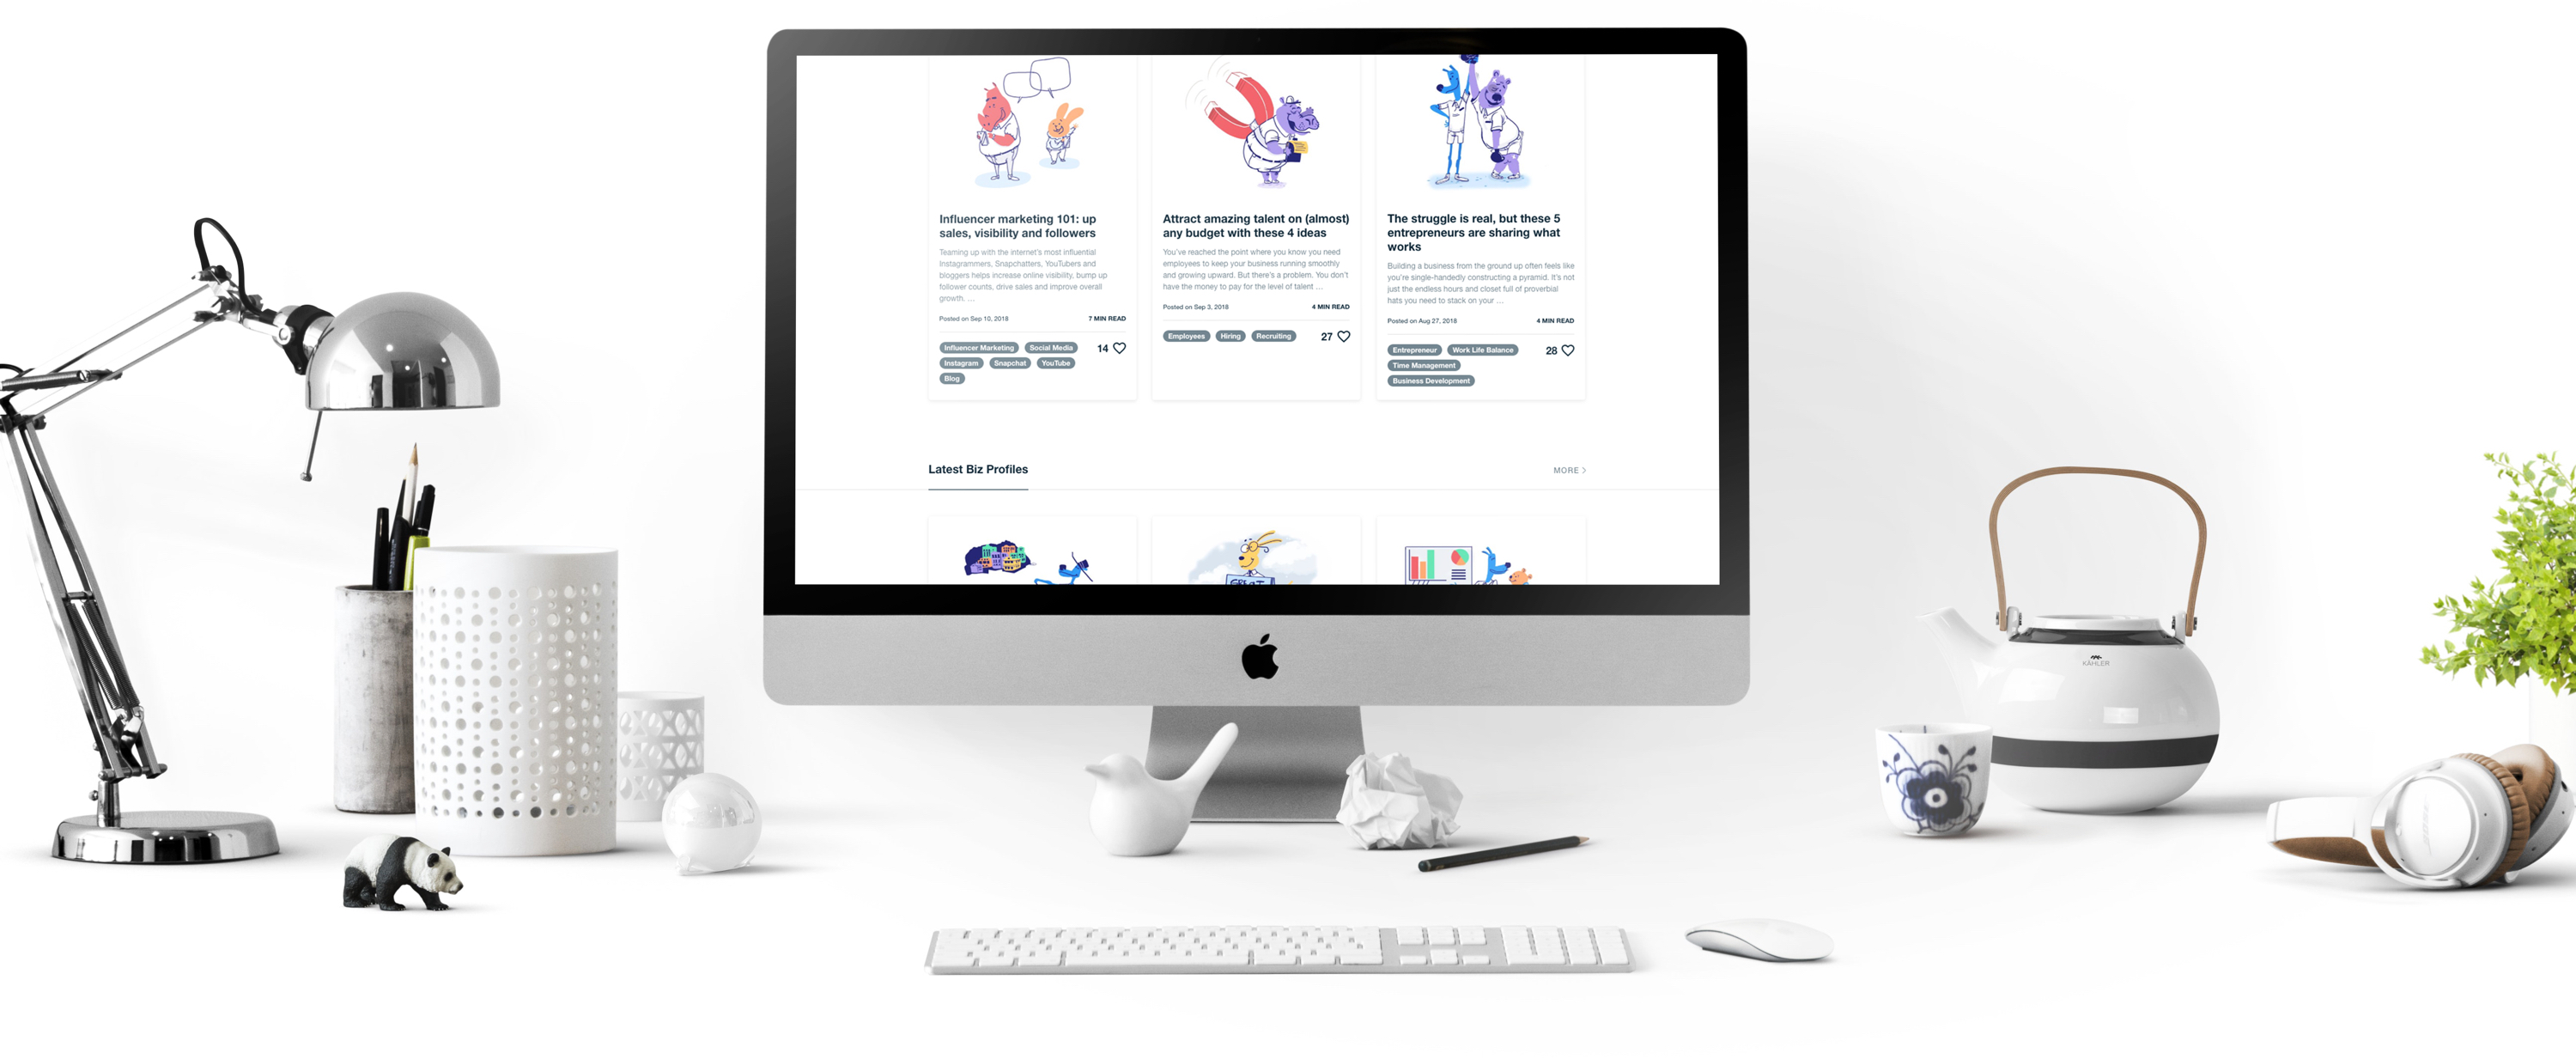 Influencer marketing 101: up
sales, visibility and followers
Teaming up with the internet's most influential
Instagrammers, Snapchatters, YouTubers and
bloggers helps increase online visibility, bump up
follower counts, drive sales and improve overall
growth. ...
Posted on Sep 10, 2018
7 MIN READ
Influencer Marketing Social Media
14
Instagram Snapchat YouTube
Blog
Attract amazing talent on (almost)
any budget with these 4 ideas
You've reached the point where you know you need
employees to keep your business running smoothly
and growing upward. But there's a problem. You don't
have the money to pay for the level of talent ...
Posted on Sep 3, 2018
4 MIN READ
Employees Hiring Recruiting
27
The struggle is real, but these 5
entrepreneurs are sharing what
works
Building a business from the ground up often feels like
you're single-handedly constructing a pyramid. It's not
just the endless hours and closet full of proverbial
hats you need to stack on your ...
Posted on Aug 27, 2018
4 MIN READ
Entrepreneur Work Life Balance
28
Time Management
Business Development
Latest Biz Profiles
MORE
KÄHLER